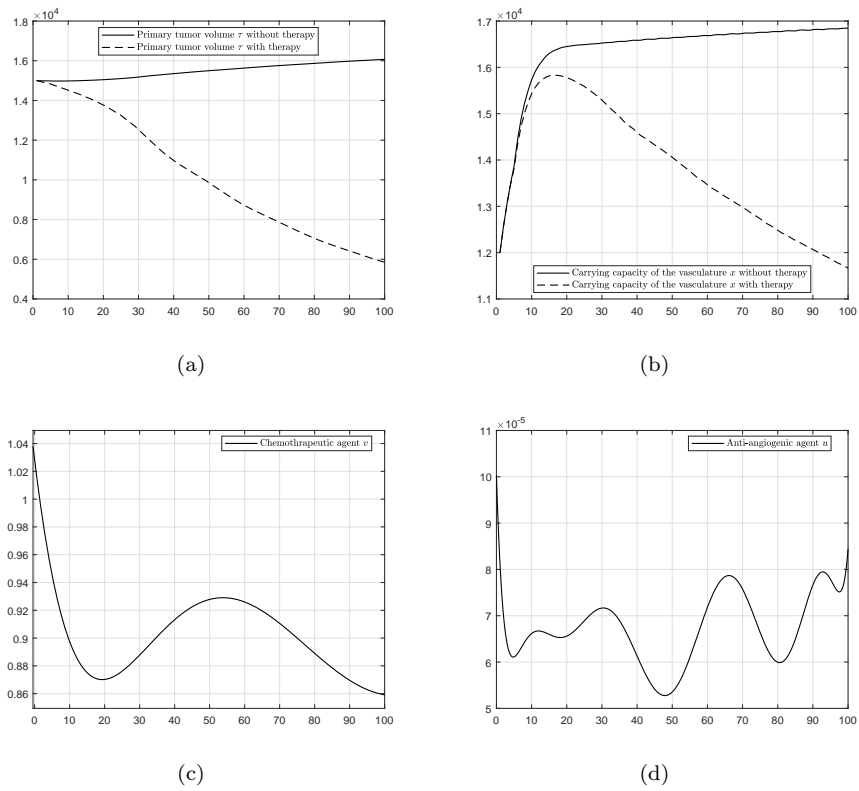 ×10⁴
1.8
1.6
1.4
1.2
1
0.8
0.6
0.4
0 10 20 30 40 50 60 70 80 90 100
Primary tumor volume τ without therapy
Primary tumor volume τ with therapy
(a)
×10⁴
1.7
1.6
1.5
1.4
1.3
1.2
1.1
0 10 20 30 40 50 60 70 80 90 100
Carrying capacity of the vasculature x without therapy
Carrying capacity of the vasculature x with therapy
(b)
1.04
1.02
1
0.98
0.96
0.94
0.92
0.9
0.88
0.86
0 10 20 30 40 50 60 70 80 90 100
Chemothrapeutic agent v
(c)
×10⁻⁵
11
10
9
8
7
6
5
0 10 20 30 40 50 60 70 80 90 100
Anti-angiogenic agent u
(d)